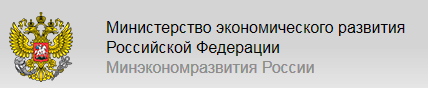 Министерство экономического развития
Российской Федерации
Минэкономразвития России